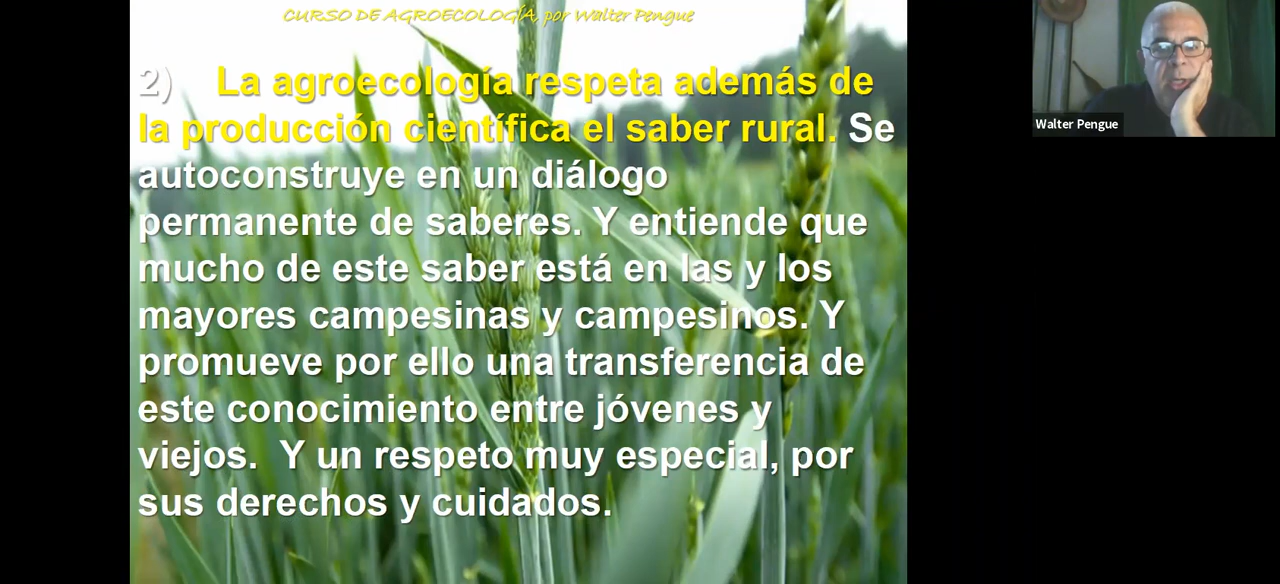 CURSO DE AGROECOLOGÍA, por Walter Pengue
2) La agroecología respeta además de
la producción científica el saber rural. Se
autoconstruye en un diálogo
permanente de saberes. Y entiende que
mucho de este saber está en las y los
mayores campesinas y campesinos. Y
promueve por ello una transferencia de
este conocimiento entre jóvenes y
viejos. Y un respeto muy especial, por
sus derechos y cuidados.
Walter Pengue